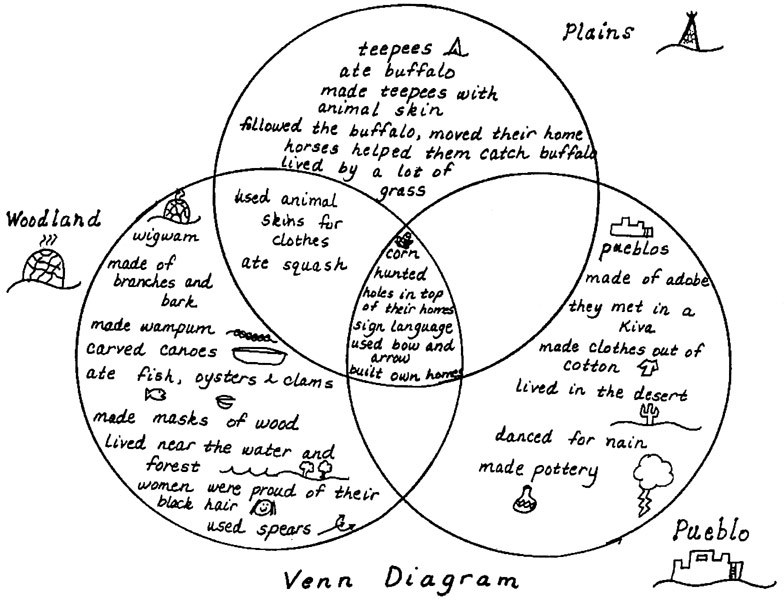 Plains
teepees
ate buffalo
made teepees with
animal skin
followed the buffalo, moved their home
horses helped them catch buffalo
lived by a lot of
grass
Woodland
used animal
skins for
clothes
ate squash
wigwam
made of
branches and
bark
made wampum
carved canoes
ate fish, oysters & clams
made masks of wood
lived near the water and
forest
women were proud of their
black hair
used spears
corn
hunted
holes in top
of their homes
sign language
used bow and
arrow
built own homes
pueblos
made of adobe
they met in a
Kiva
made clothes out of
cotton
lived in the desert
danced for nain
made pottery
Pueblo
Venn Diagram